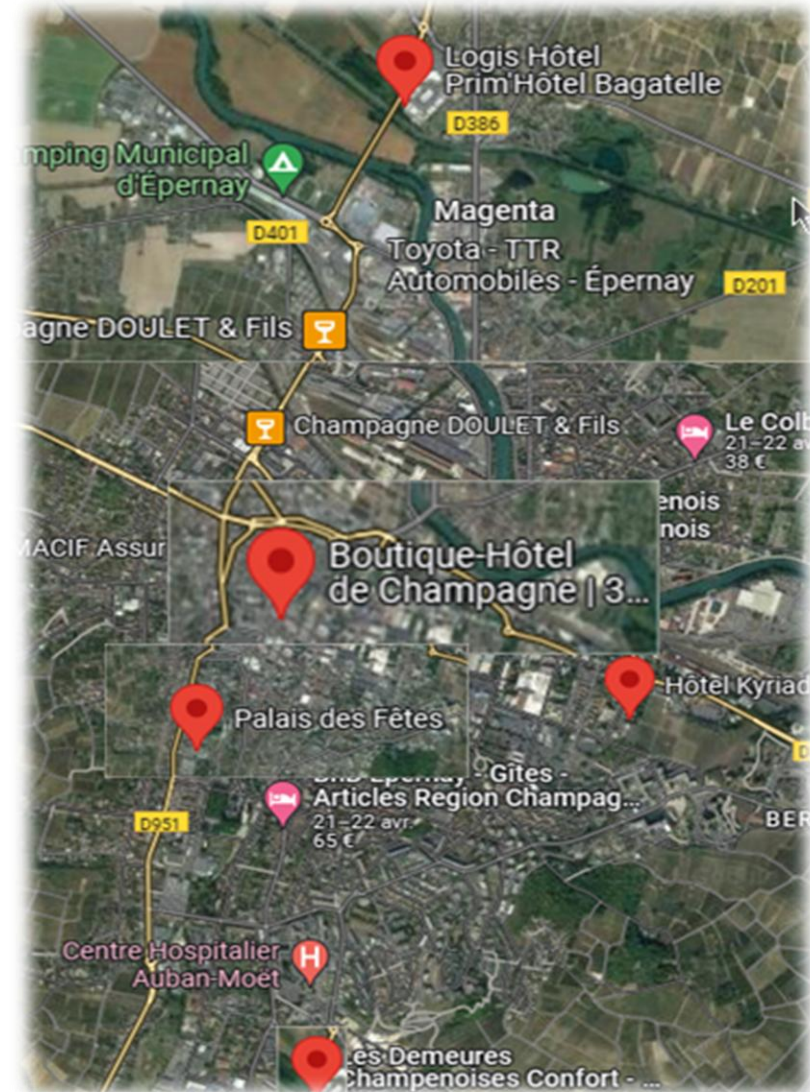 Logis Hôtel
Prim'Hôtel Bagatelle
D386
mping Municipal
d'Épernay
Magenta
D401
Toyota - TTR
Automobiles - Épernay
D201
agne DOULET & Fils
Champagne DOULET & Fils
Le Colb
21–22 av
38 €
enois
nois
MACIF Assur
Boutique-Hôtel
de Champagne | 3...
Hôtel Kyriad
Palais des Fêtes
D
BnB Epernay - Gîtes -
Articles Region Champag...
21–22 avr.
65 €
D951
BER
Centre Hospitalier
Auban-Moët
H
Les Demeures
Champenoises Confort - ...